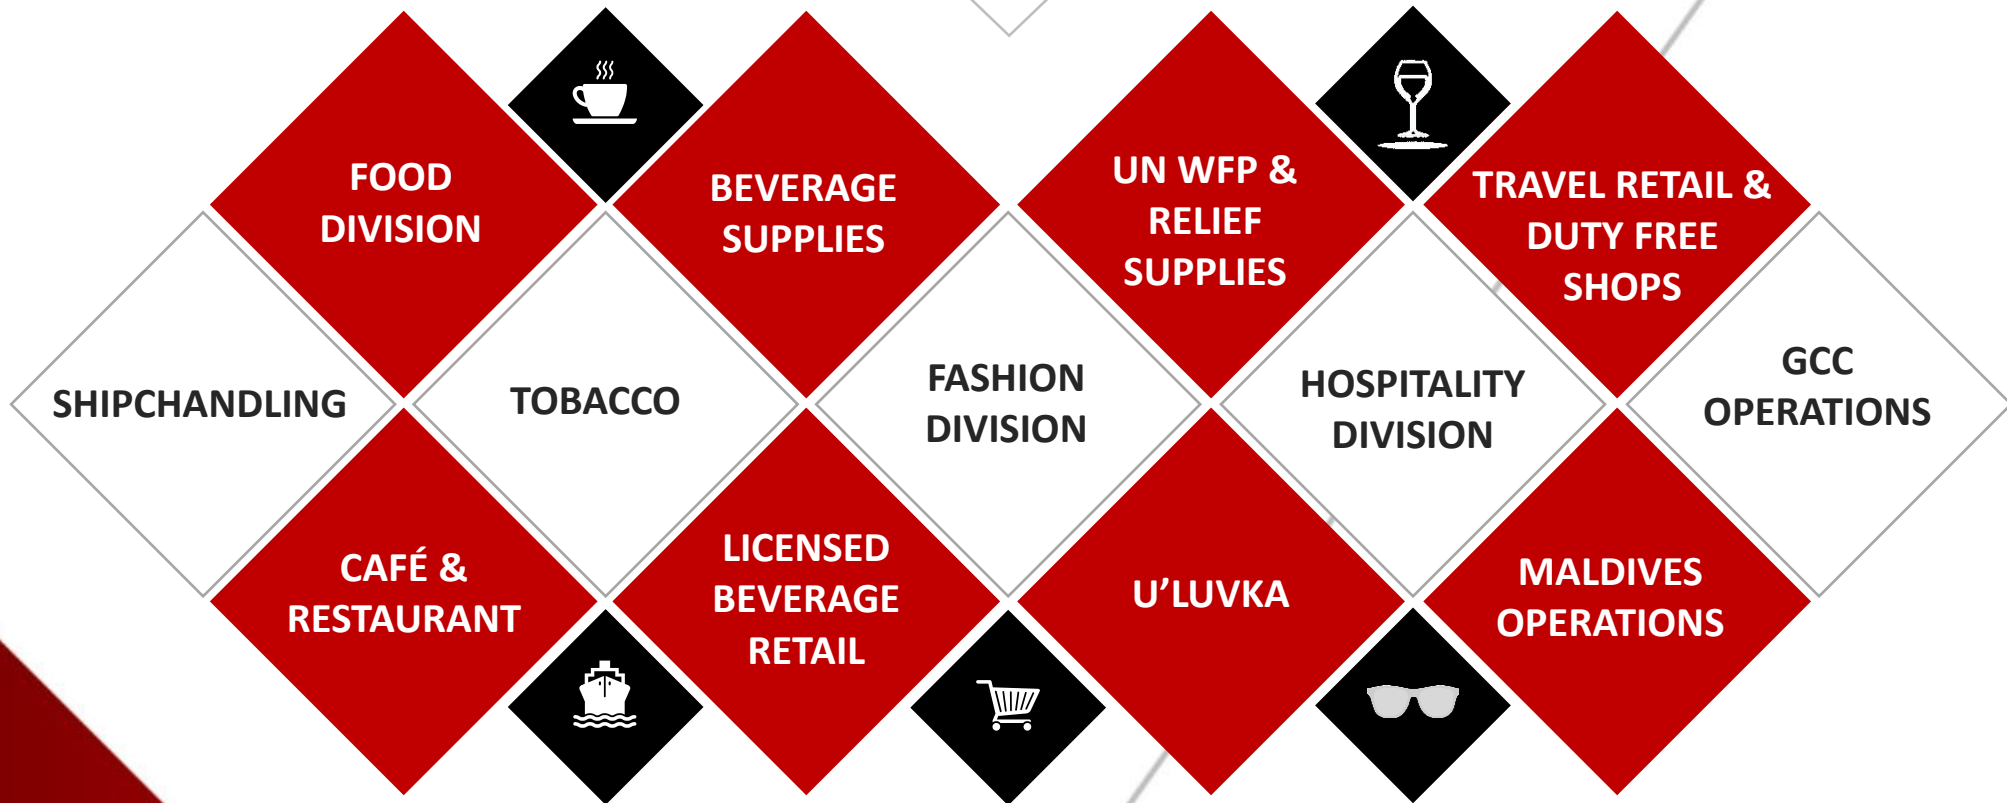 FOOD
DIVISION
BEVERAGE
SUPPLIES
UN WFP &
RELIEF
SUPPLIES
TRAVEL RETAIL &
DUTY FREE
SHOPS
SHIPCHANDLING
TOBACCO
FASHION
DIVISION
HOSPITALITY
DIVISION
GCC
OPERATIONS
CAFÉ &
RESTAURANT
LICENSED
BEVERAGE
RETAIL
U’LUVKA
MALDIVES
OPERATIONS